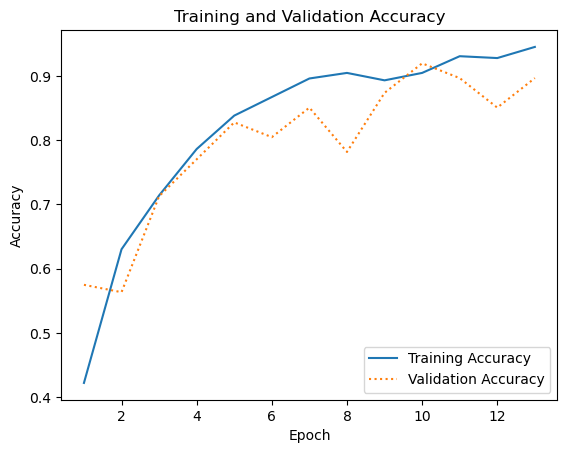 Training and Validation Accuracy
Accuracy
0.9
0.8
0.7
0.6
0.5
0.4
Training Accuracy
Validation Accuracy
2 4 6 8 10 12
Epoch